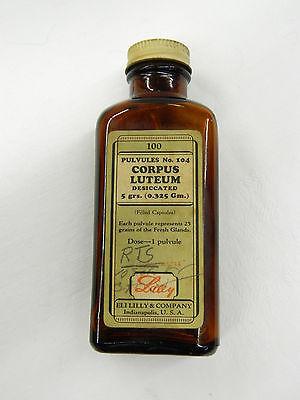 100
PULVULES No. 104
CORPUS
LUTEUM
DESICCATED
5 grs. (0.325 Gm.)
(Filled Capsules)
Each pulvule represents 25
grains of the Fresh Glands.
Dose—1 pulvule
RTS
Lilly
ELI LILLY & COMPANY
Indianapolis, U. S. A.